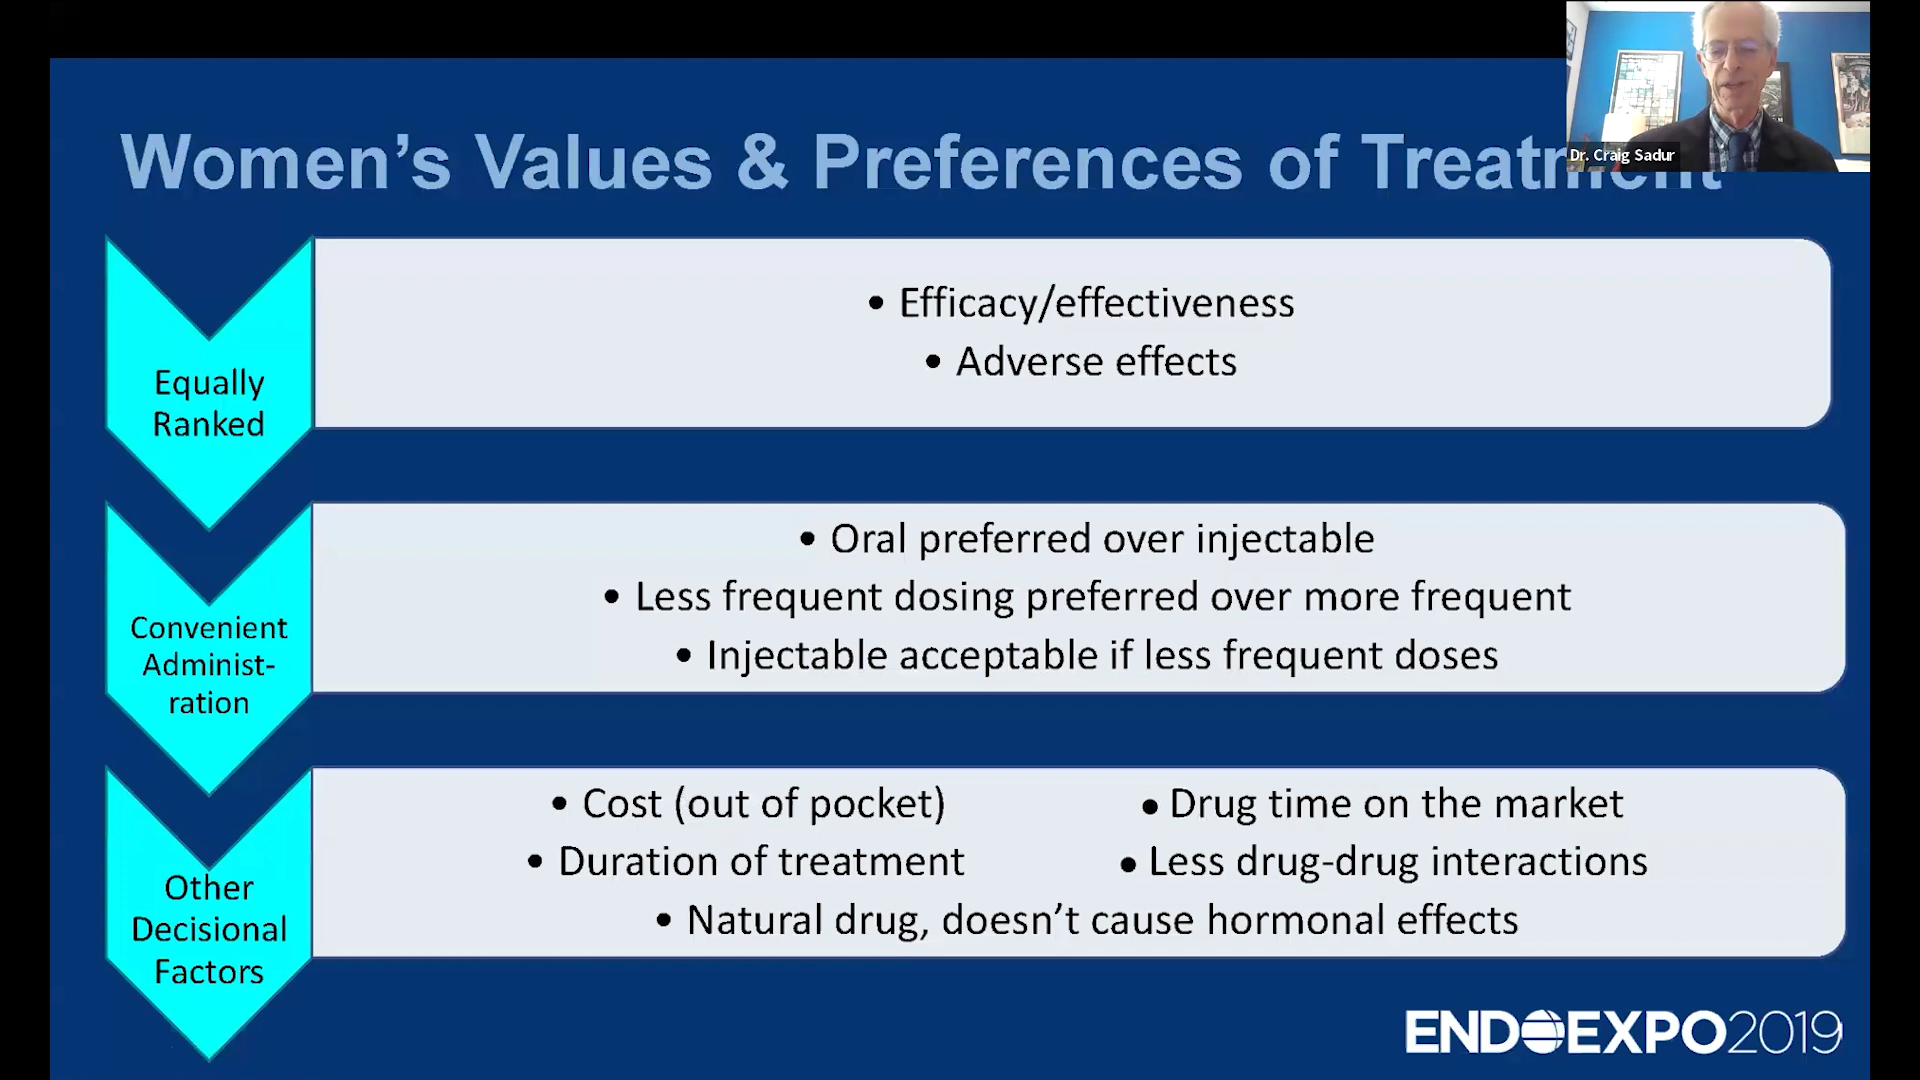 Women's Values & Preferences of Treatment
Dr. Craig Sadur
Equally
Ranked
• Efficacy/effectiveness
• Adverse effects
Convenient
Administ-
ration
• Oral preferred over injectable
• Less frequent dosing preferred over more frequent
• Injectable acceptable if less frequent doses
Other
Decisional
Factors
• Cost (out of pocket)
• Drug time on the market
• Duration of treatment
• Less drug-drug interactions
• Natural drug, doesn't cause hormonal effects
ENDOEXPO2019